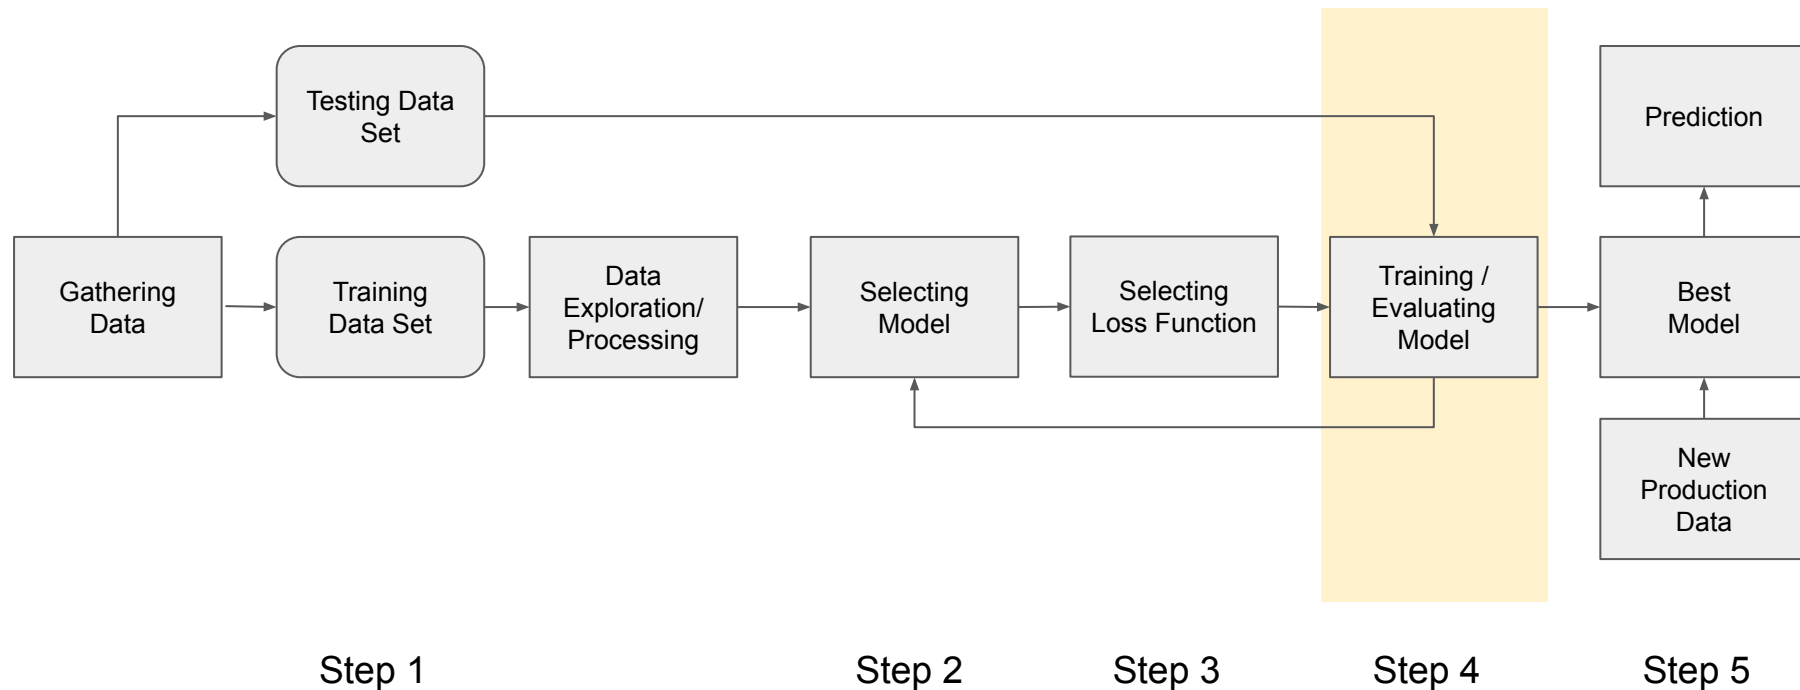 Testing Data
Set
Prediction
Gathering
Data
Training
Data Set
Data
Exploration/
Processing
Selecting
Model
Selecting
Loss Function
Training /
Evaluating
Model
Best
Model
New
Production
Data
Step 1
Step 2
Step 3
Step 4
Step 5